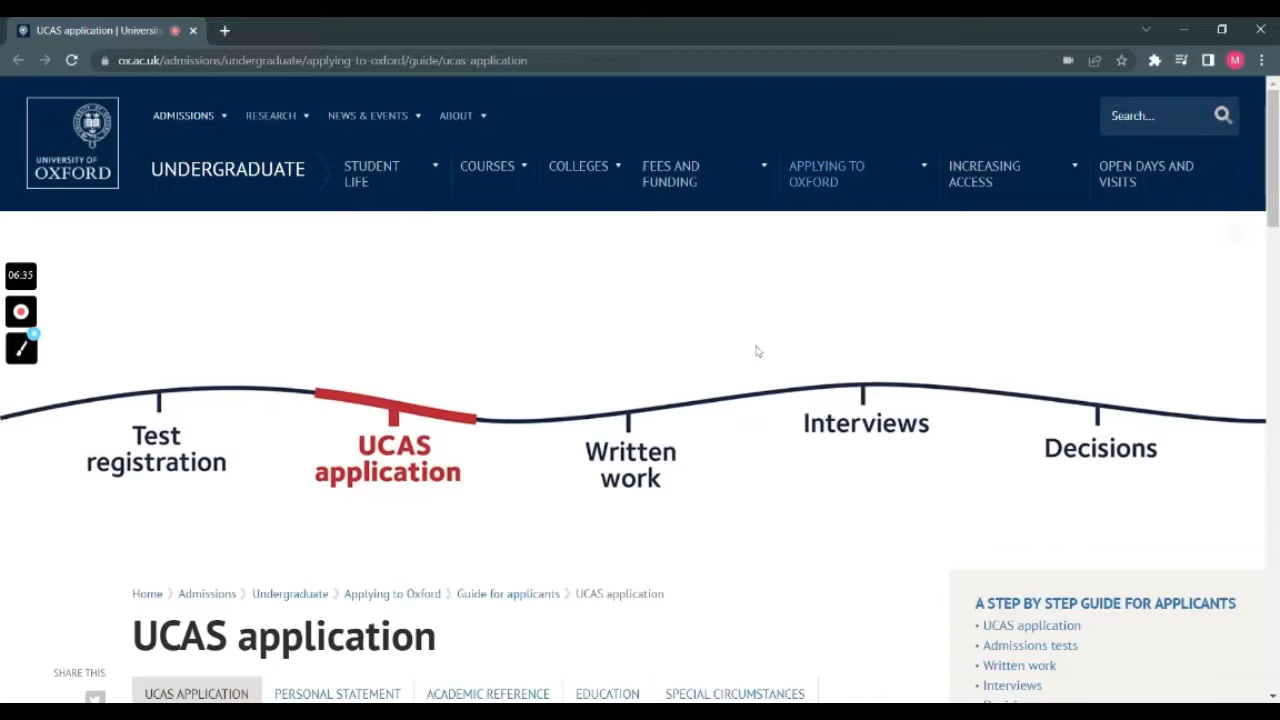 UCAS application | Universit
ox.ac.uk/admissions/undergraduate/applying-to-oxford/guide/ucas-application
M
ADMISSIONS RESEARCH NEWS & EVENTS ABOUT
Search...
UNIVERSITY OF
OXFORD
UNDERGRADUATE
STUDENT
LIFE
COURSES
COLLEGES
FEES AND
FUNDING
APPLYING TO
OXFORD
INCREASING
ACCESS
OPEN DAYS AND
VISITS
06.35
Test
registration
UCAS
application
Written
work
Interviews
Decisions
Home 》 Admissions 》 Undergraduate 》 Applying to Oxford 》 Guide for applicants 》 UCAS application
UCAS application
SHARE THIS
UCAS APPLICATION PERSONAL STATEMENT ACADEMIC REFERENCE EDUCATION SPECIAL CIRCUMSTANCES
A STEP BY STEP GUIDE FOR APPLICANTS
• UCAS application
• Admissions tests
• Written work
• Interviews